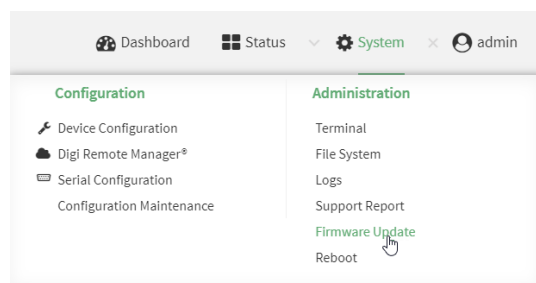 Dashboard Status System admin
Configuration
Device Configuration
Digi Remote Manager®
Serial Configuration
Configuration Maintenance
Administration
Terminal
File System
Logs
Support Report
Firmware Update
Reboot